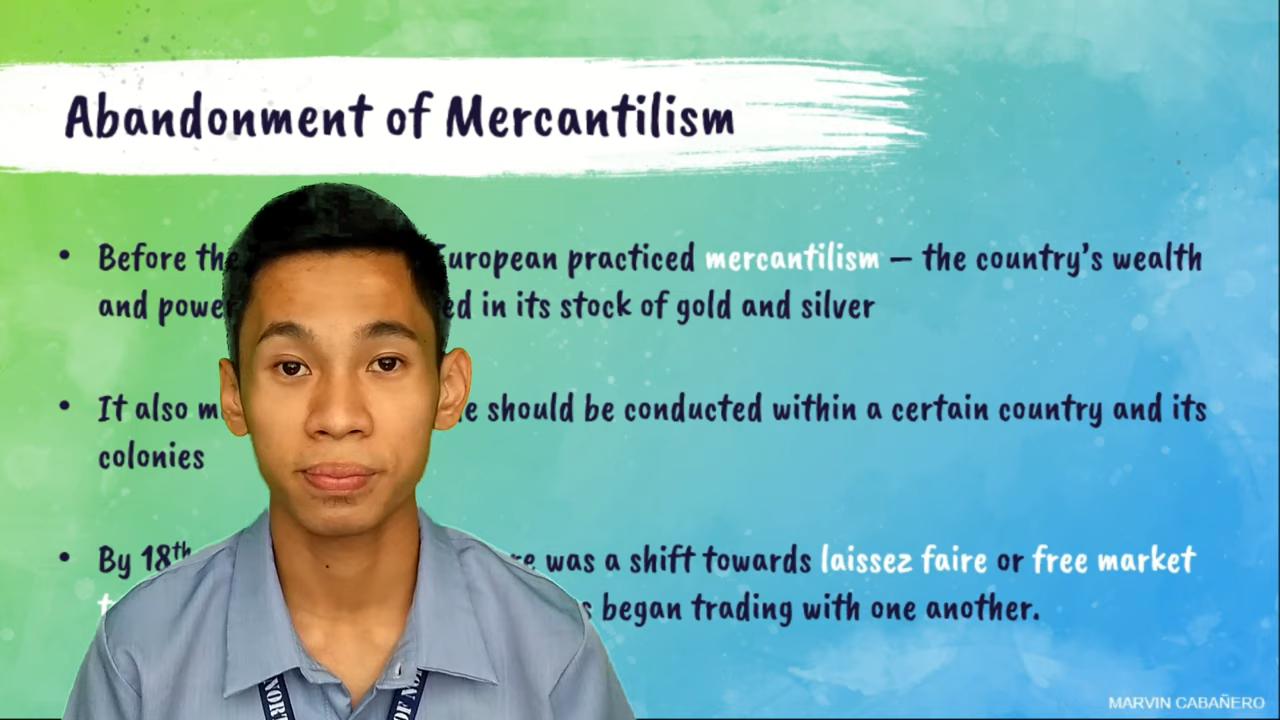 Abandonment of Mercantilism
• Before the European practiced mercantilism – the country's wealth
and power in its stock of gold and silver
• It also should be conducted within a certain country and its
colonies
• By 18th was a shift towards laissez faire or free market
began trading with one another.
OF
MARVIN CABAÑERO